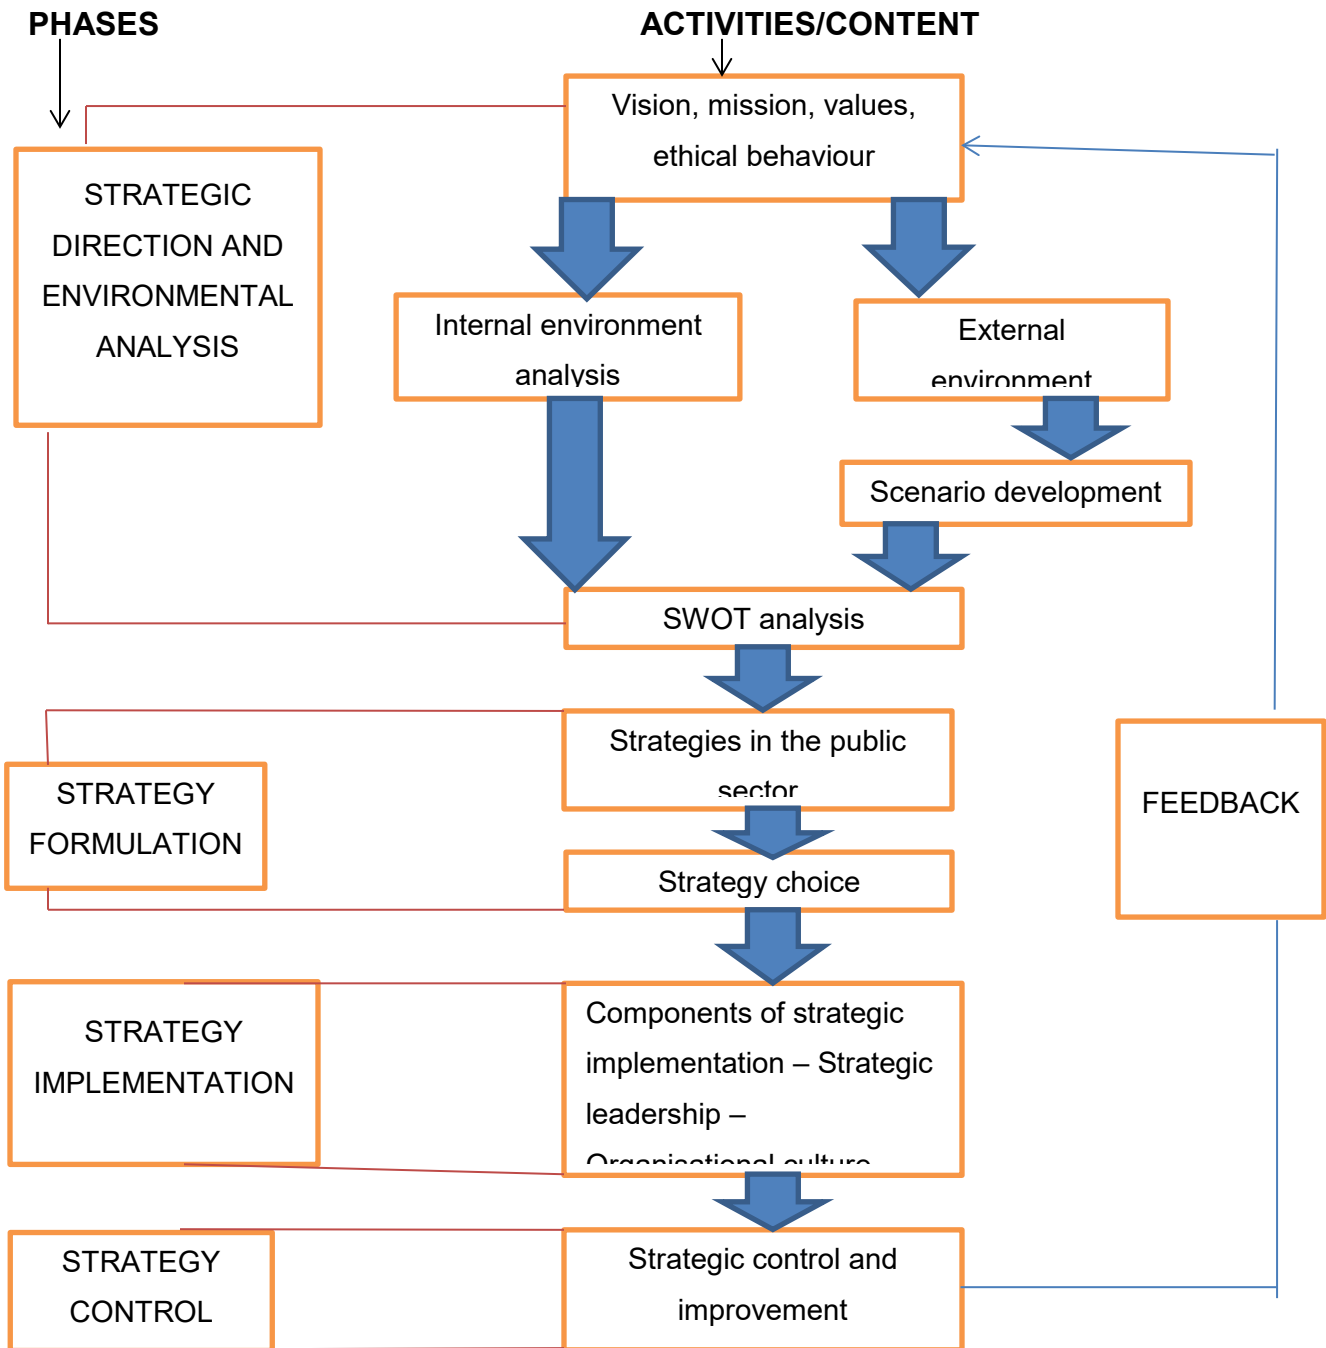 PHASES
ACTIVITIES/CONTENT
Vision, mission, values,
ethical behaviour
STRATEGIC
DIRECTION AND
ENVIRONMENTAL
ANALYSIS
Internal environment
analysis
External
environment
Scenario development
SWOT analysis
Strategies in the public
sector
STRATEGY
FORMULATION
FEEDBACK
Strategy choice
Components of strategic
implementation – Strategic
leadership –
Organisational culture
STRATEGY
IMPLEMENTATION
STRATEGY
CONTROL
Strategic control and
improvement